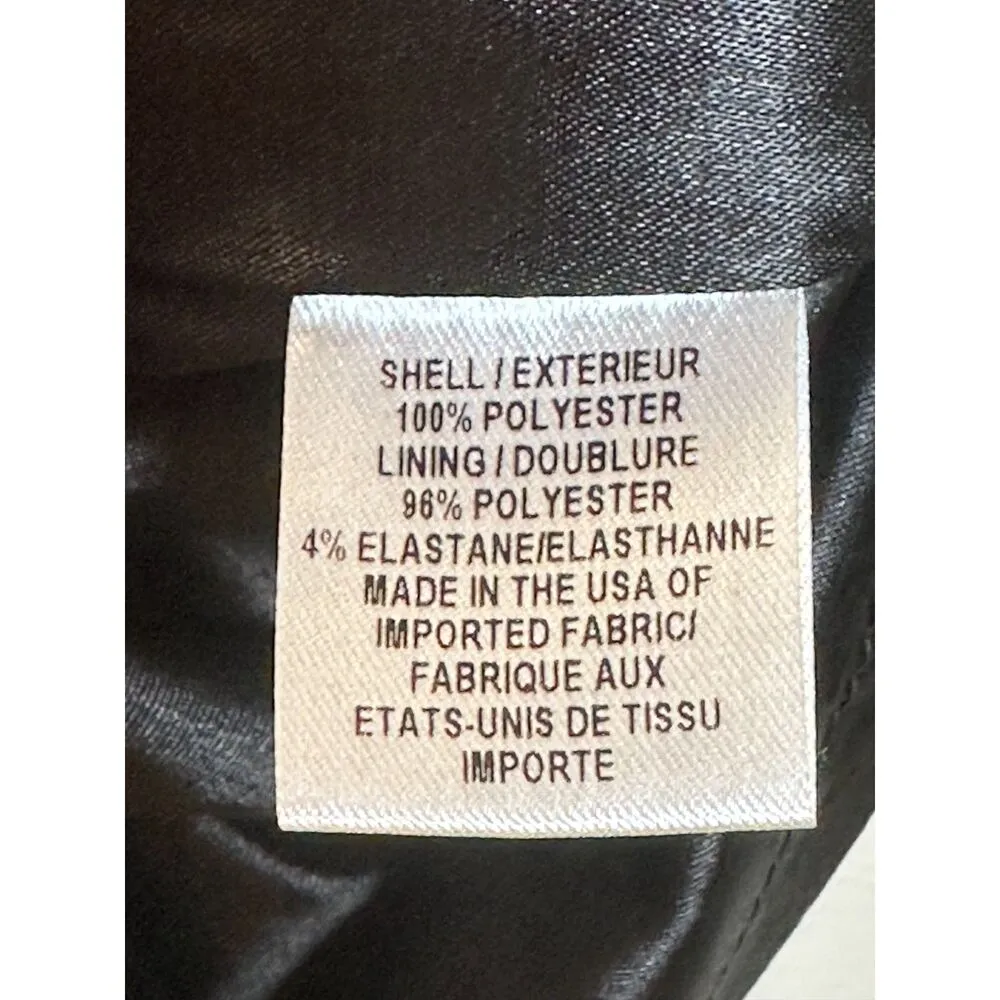 SHELL / EXTERIEUR
100% POLYESTER
LINING / DOUBLURE
96% POLYESTER
4% ELASTANE/ELASTHANNE
MADE IN THE USA OF
IMPORTED FABRIC/
FABRIQUE AUX
ETATS-UNIS DE TISSU
IMPORTE